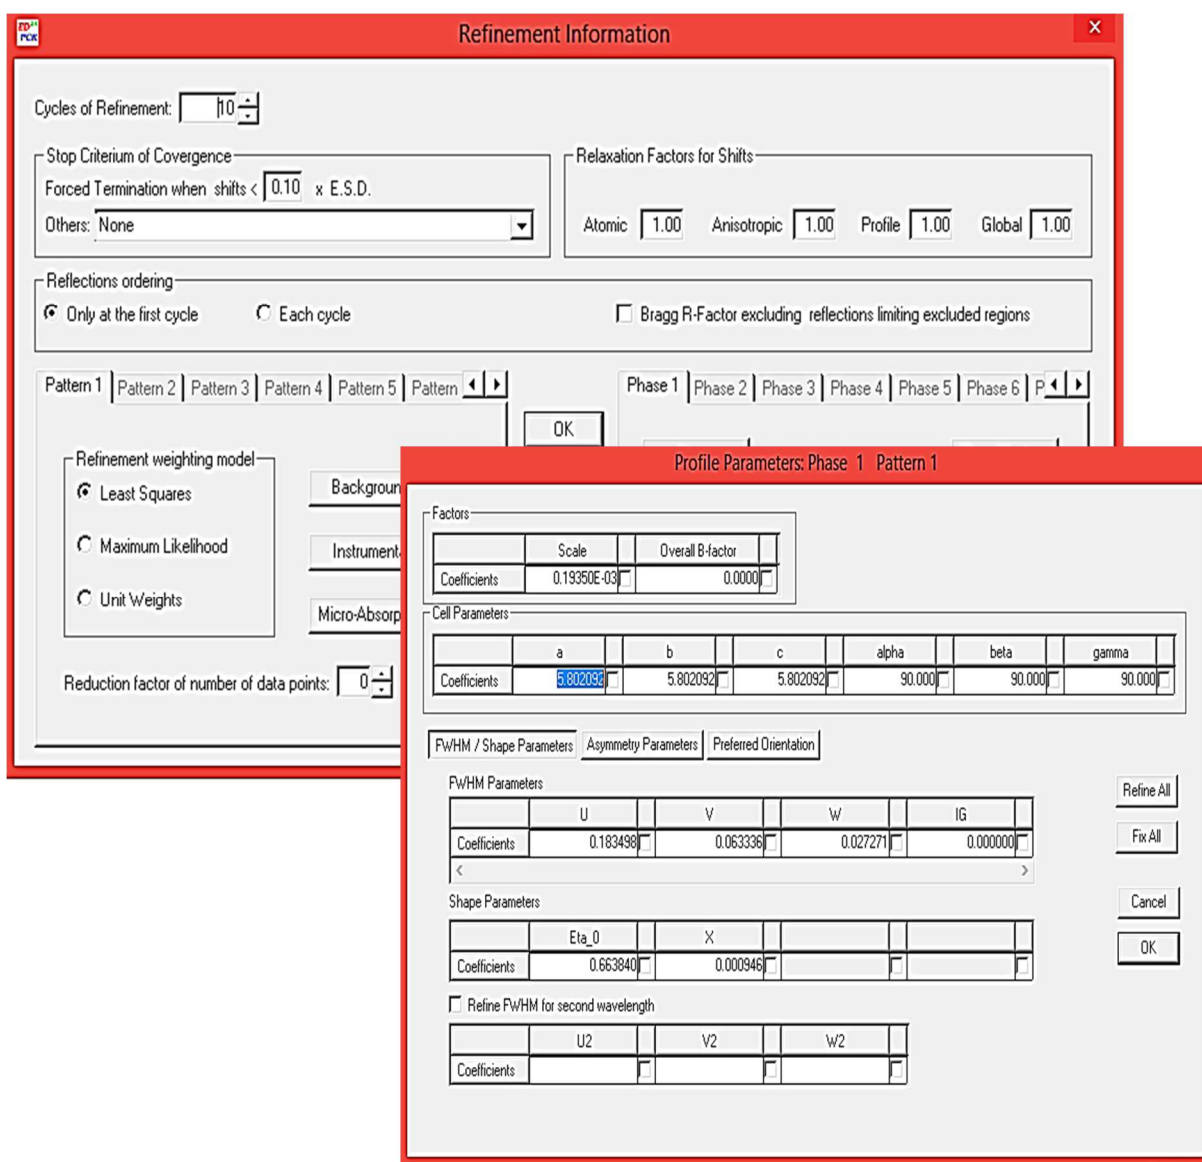 ED
PCR
Refinement Information
X
Cycles of Refinement: 10
Stop Criterium of Covergence
Forced Termination when shifts < 0.10 x E.S.D.
Others: None
Relaxation Factors for Shifts
Atomic 1.00 Anisotropic 1.00 Profile 1.00 Global 1.00
Reflections ordering
Only at the first cycle Each cycle Bragg R-Factor excluding reflections limiting excluded regions
Pattern 1 Pattern 2 Pattern 3 Pattern 4 Pattern 5 Pattern
Phase 1 Phase 2 Phase 3 Phase 4 Phase 5 Phase 6 P
OK
Refinement weighting model
Least Squares
Maximum Likelihood
Unit Weights
Backgroun
Instrument
Micro-Absorp
Reduction factor of number of data points: 0
Profile Parameters: Phase 1 Pattern 1
Factors
Scale Overall B-factor
Coefficients 0.19350E-03 0.0000
Cell Parameters
a b c alpha beta gamma
Coefficients 5.802092 5.802092 5.802092 90.000 90.000 90.000
FWHM / Shape Parameters Asymmetry Parameters Preferred Orientation
FWHM Parameters
U V W IG
Coefficients 0.183498 0.063336 0.027271 0.000000
Refine All
Fix All
Cancel
OK
Shape Parameters
Eta_0 X
Coefficients 0.663840 0.000946
Refine FWHM for second wavelength
U2 V2 W2
Coefficients